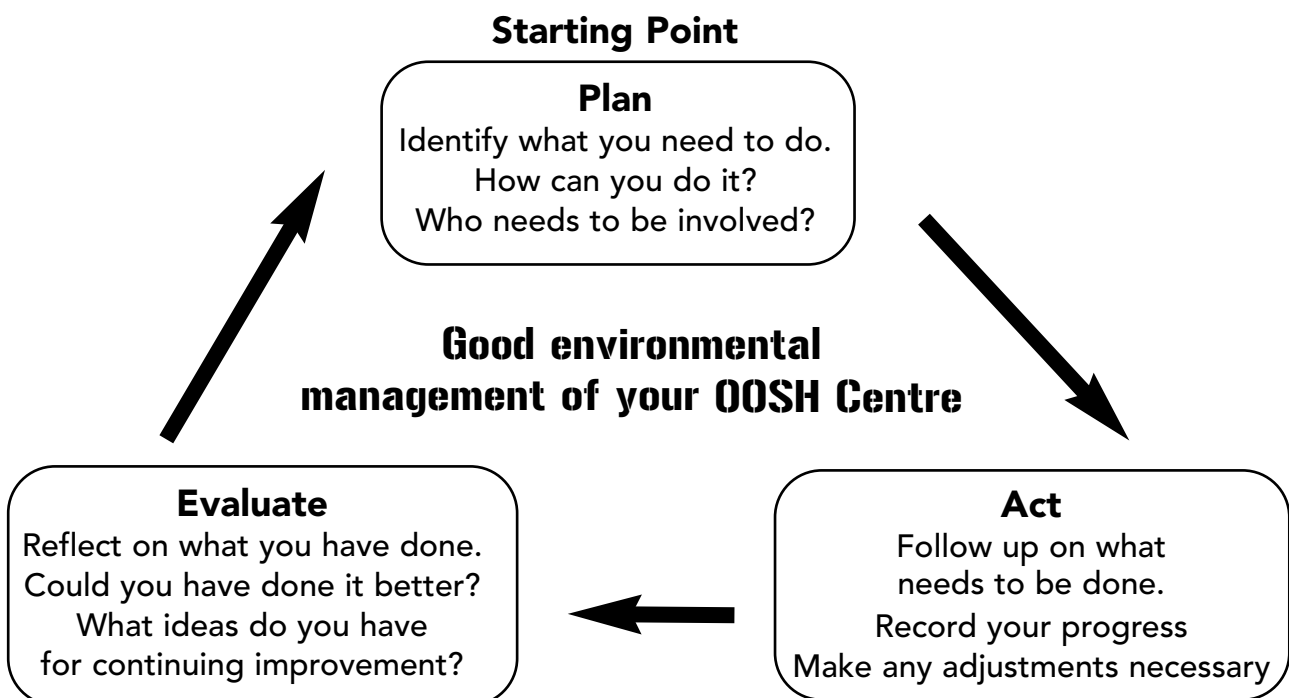 Starting Point
Plan
Identify what you need to do.
How can you do it?
Who needs to be involved?
Good environmental
management of your OOSH Centre
Act
Follow up on what
needs to be done.
Record your progress
Make any adjustments necessary
Evaluate
Reflect on what you have done.
Could you have done it better?
What ideas do you have
for continuing improvement?